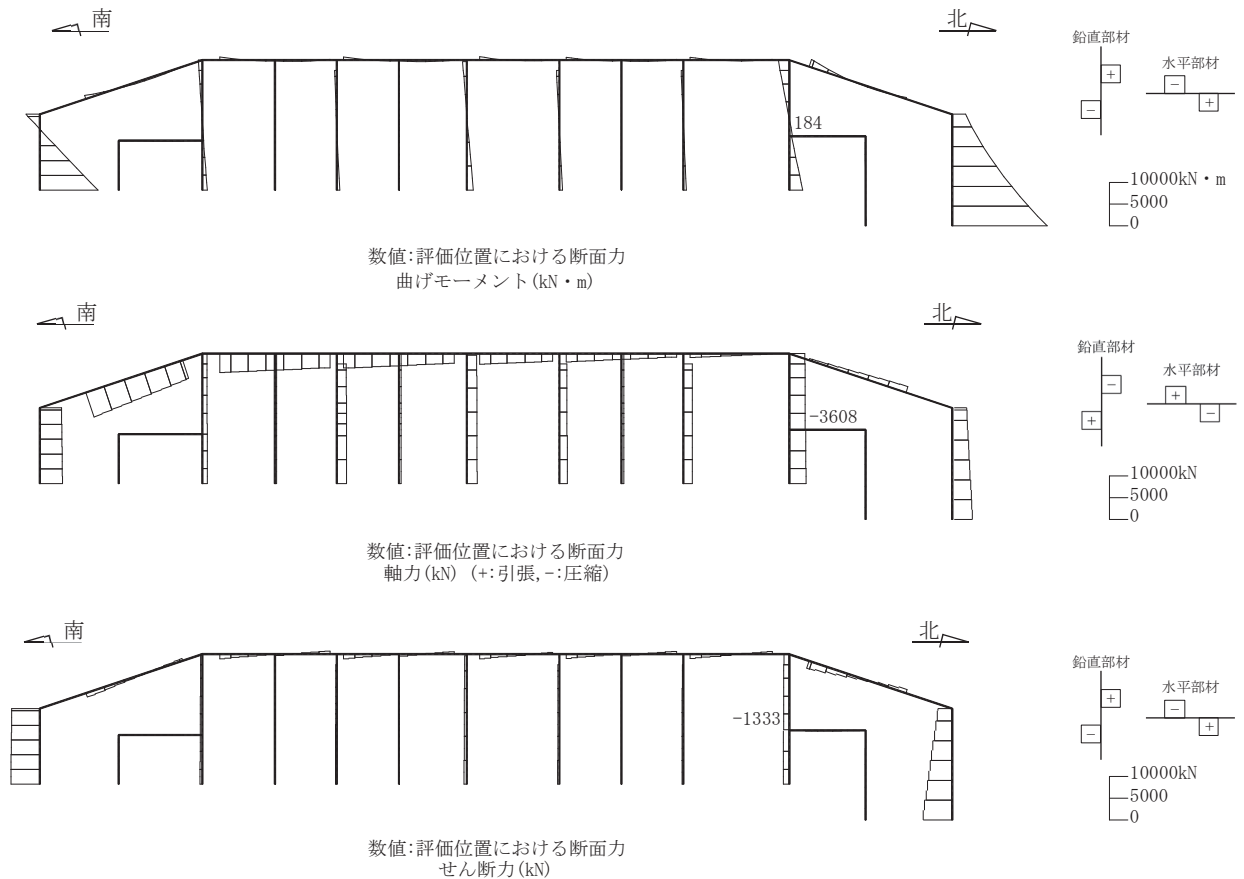 南
北
鉛直部材
水平部材
+
−
−
+
184
10000kN・m
5000
0
数値:評価位置における断面力
曲げモーメント(kN・m)
南
北
鉛直部材
水平部材
−
+
+
−
-3608
10000kN
5000
0
数値:評価位置における断面力
軸力(kN) (+:引張,-:圧縮)
南
北
鉛直部材
水平部材
+
−
−
+
-1333
10000kN
5000
0
数値:評価位置における断面力
せん断力(kN)